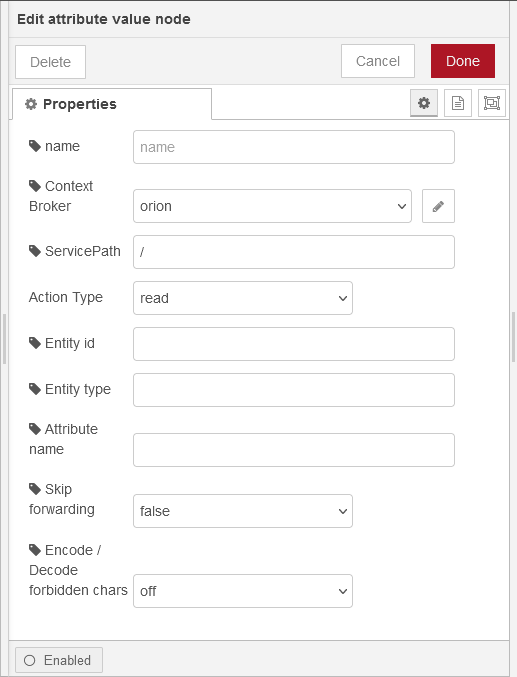 Edit attribute value node
Delete
Cancel
Done
Properties
name
name
Context
Broker
orion
ServicePath
/
Action Type
read
Entity id
Entity type
Attribute
name
Skip
forwarding
false
Encode /
Decode
forbidden chars
off
Enabled